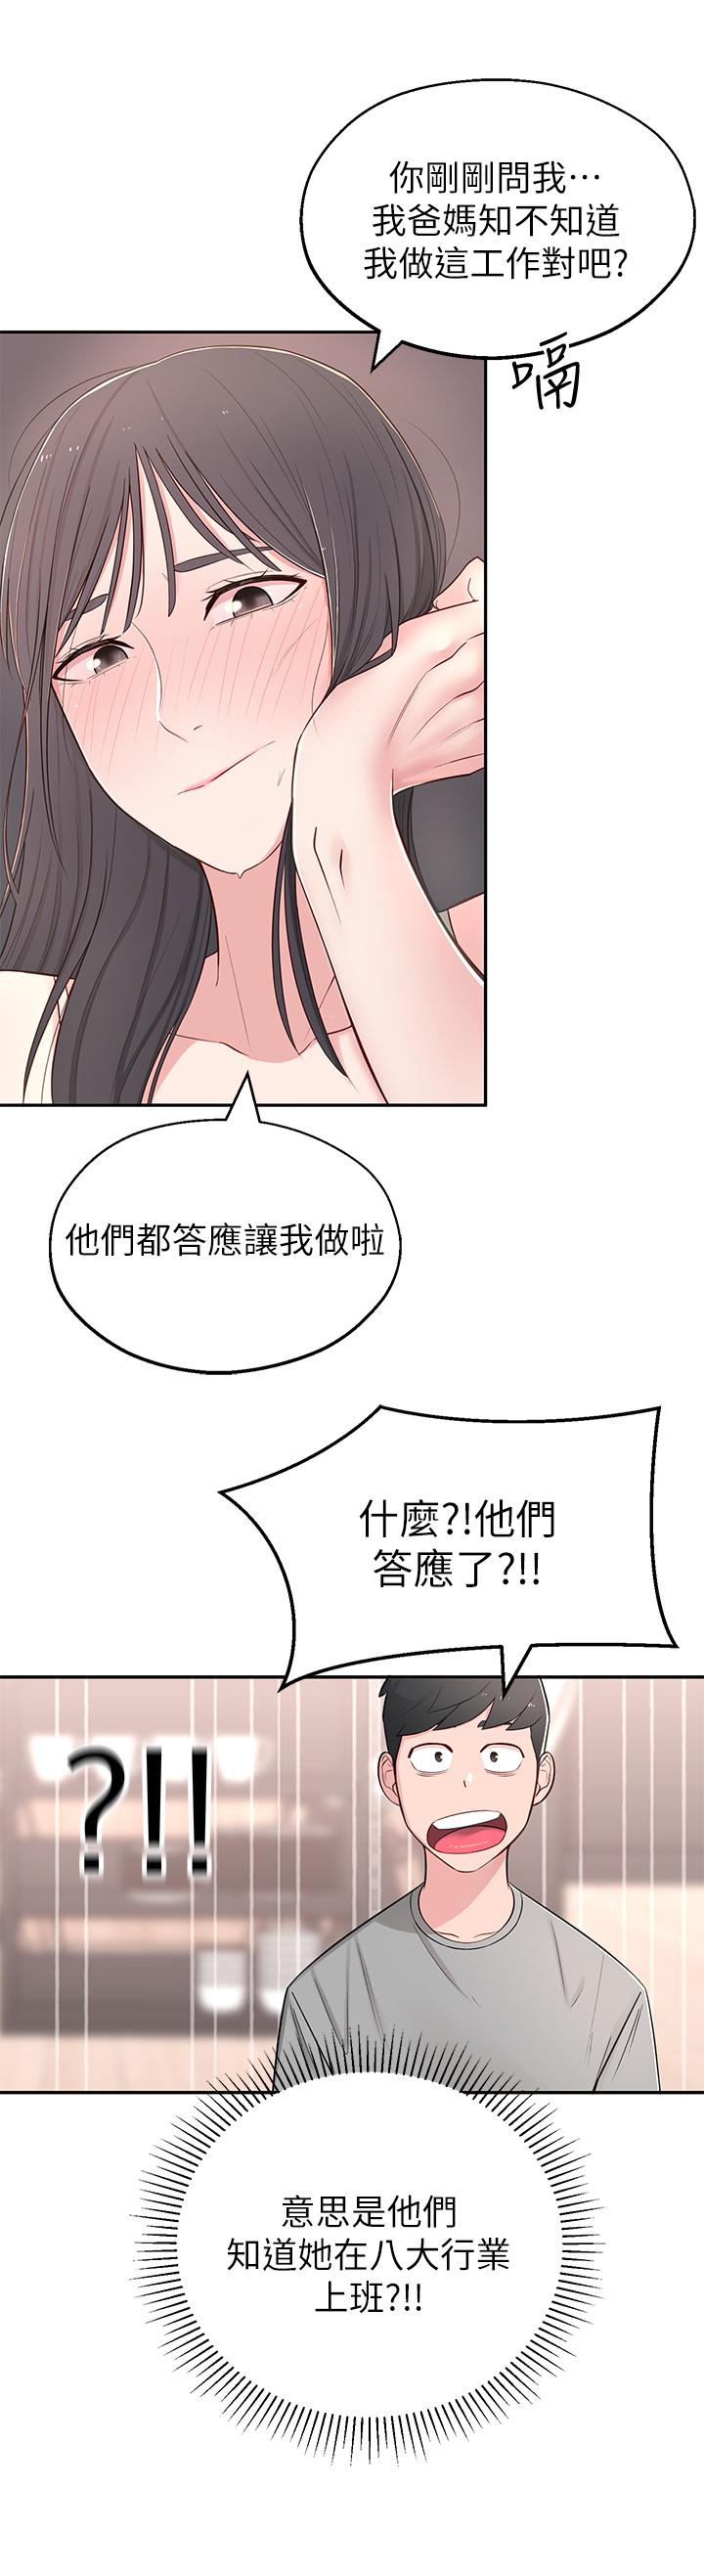 你剛剛問我…
我爸媽知不知道
我做這工作對吧?
嗝
他們都答應讓我做啦
什麼?!他們
答應了?!!
?!!
意思是他們
知道她在八大行業
上班?!!